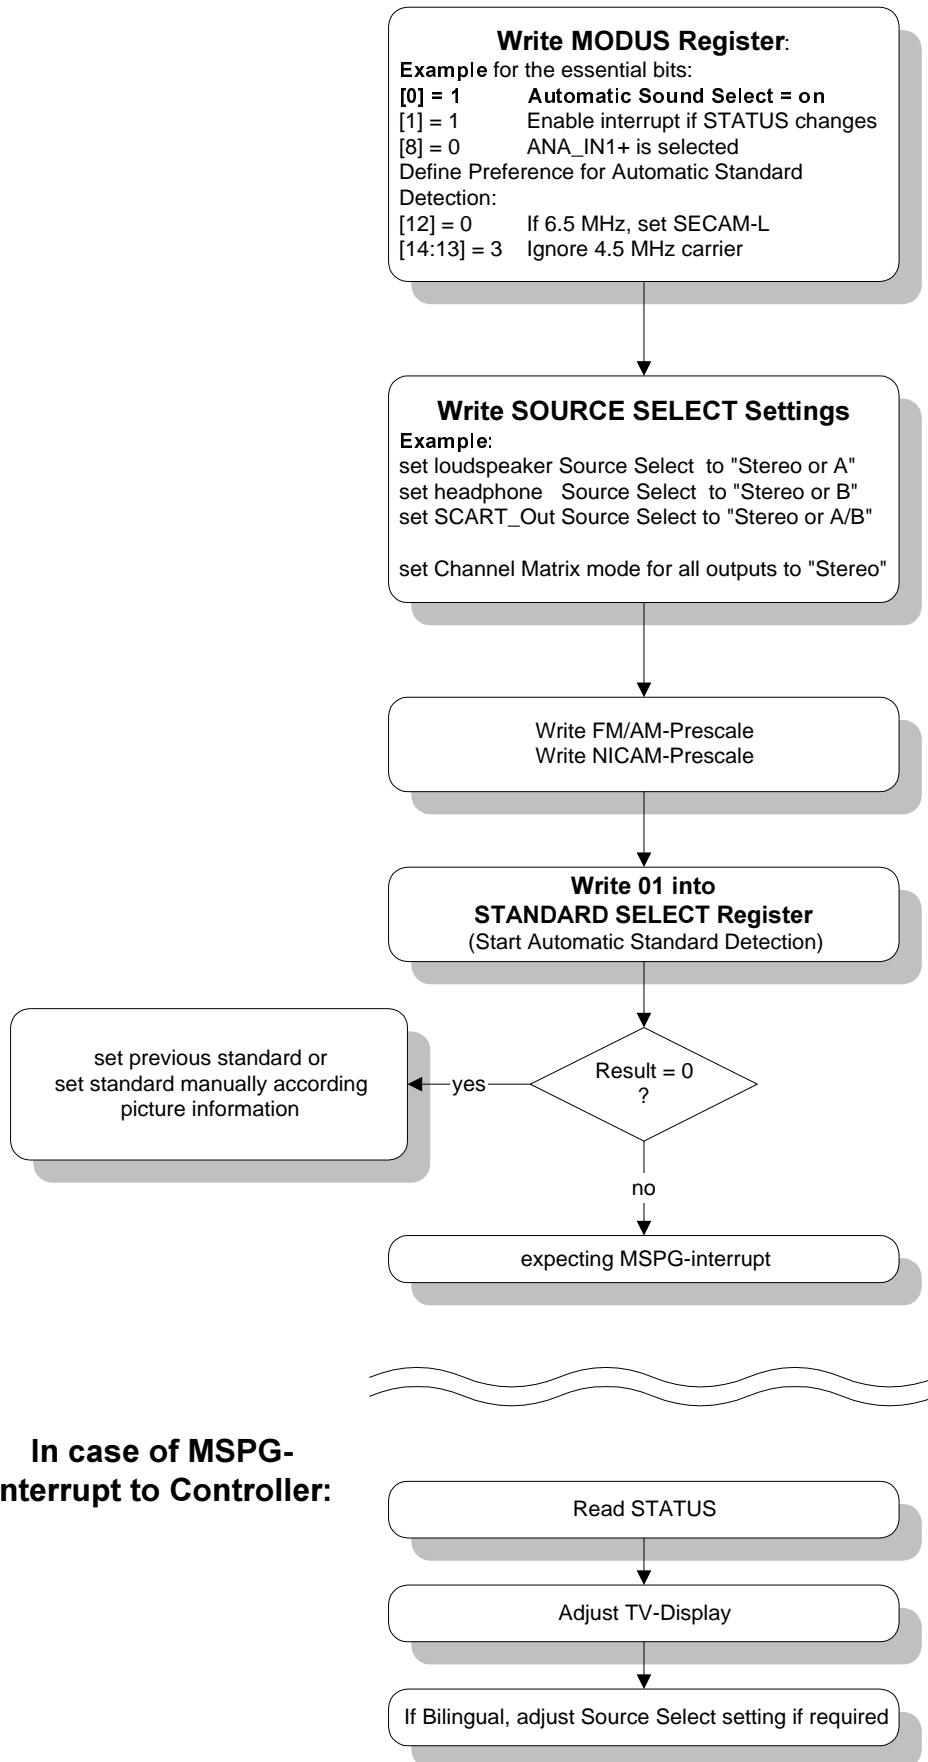 Write MODUS Register:
Example for the essential bits:
[0] = 1 Automatic Sound Select = on
[1] = 1 Enable interrupt if STATUS changes
[8] = 0 ANA_IN1+ is selected
Define Preference for Automatic Standard
Detection:
[12] = 0 If 6.5 MHz, set SECAM-L
[14:13] = 3 Ignore 4.5 MHz carrier
Write SOURCE SELECT Settings
Example:
set loudspeaker Source Select to "Stereo or A"
set headphone Source Select to "Stereo or B"
set SCART_Out Source Select to "Stereo or A/B"
set Channel Matrix mode for all outputs to "Stereo"
Write FM/AM-Prescale
Write NICAM-Prescale
Write 01 into
STANDARD SELECT Register
(Start Automatic Standard Detection)
Result = 0
?
yes
set previous standard or
set standard manually according
picture information
no
expecting MSPG-interrupt
In case of MSPG-
nterrupt to Controller:
Read STATUS
Adjust TV-Display
If Bilingual, adjust Source Select setting if required